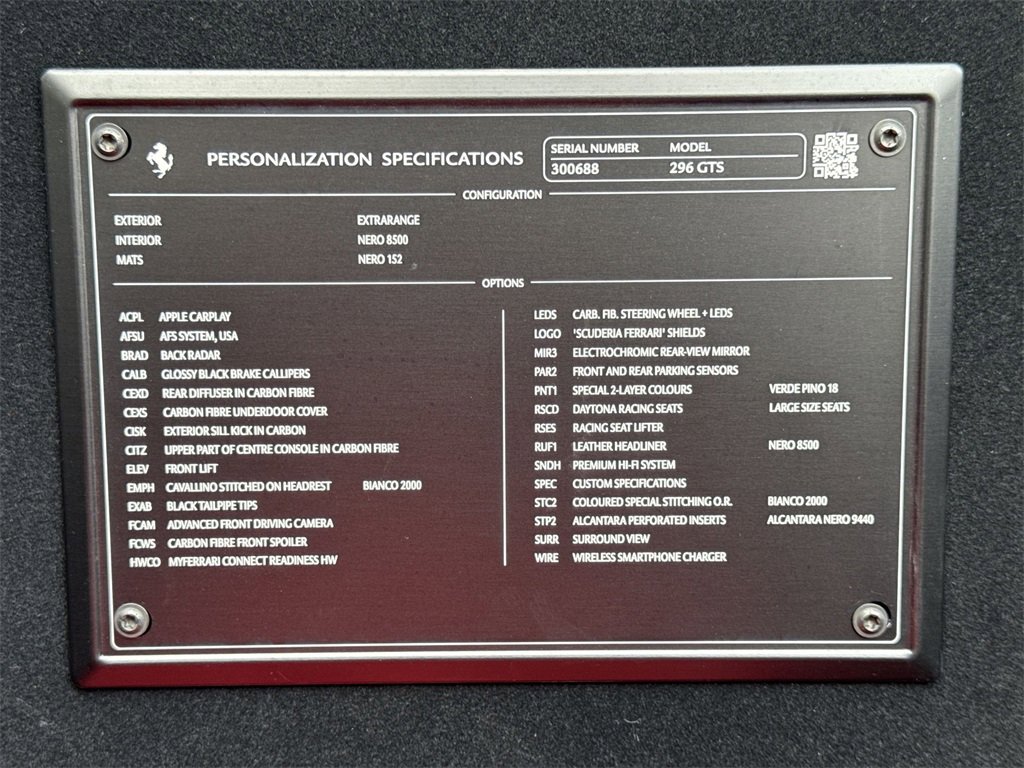 PERSONALIZATION SPECIFICATIONS
SERIAL NUMBER MODEL
300688 296 GTS
CONFIGURATION
EXTERIOR EXTRARANGE
INTERIOR NERO 8500
MATS NERO 152
OPTIONS
ACPL APPLE CARPLAY
AFSU AFS SYSTEM, USA
BRAD BACK RADAR
CALB GLOSSY BLACK BRAKE CALLIPERS
CEXD REAR DIFFUSER IN CARBON FIBRE
CEXS CARBON FIBRE UNDERDOOR COVER
CISK EXTERIOR SILL KICK IN CARBON
CITZ UPPER PART OF CENTRE CONSOLE IN CARBON FIBRE
ELEV FRONT LIFT
EMPH CAVALLINO STITCHED ON HEADREST BIANCO 2000
EXAB BLACK TAILPIPE TIPS
FCAM ADVANCED FRONT DRIVING CAMERA
FCWS CARBON FIBRE FRONT SPOILER
HWCO MYFERRARI CONNECT READINESS HW
LEDS CARB. FIB. STEERING WHEEL + LEDS
LOGO 'SCUDERIA FERRARI' SHIELDS
MIR3 ELECTROCHROMIC REAR-VIEW MIRROR
PAR2 FRONT AND REAR PARKING SENSORS
PNT1 SPECIAL 2-LAYER COLOURS VERDE PINO 18
RSCD DAYTONA RACING SEATS LARGE SIZE SEATS
RSES RACING SEAT LIFTER
RUF1 LEATHER HEADLINER NERO 8500
SNDH PREMIUM HI-FI SYSTEM
SPEC CUSTOM SPECIFICATIONS
STC2 COLOURED SPECIAL STITCHING O.R. BIANCO 2000
STP2 ALCANTARA PERFORATED INSERTS ALCANTARA NERO 9440
SURR SURROUND VIEW
WIRE WIRELESS SMARTPHONE CHARGER